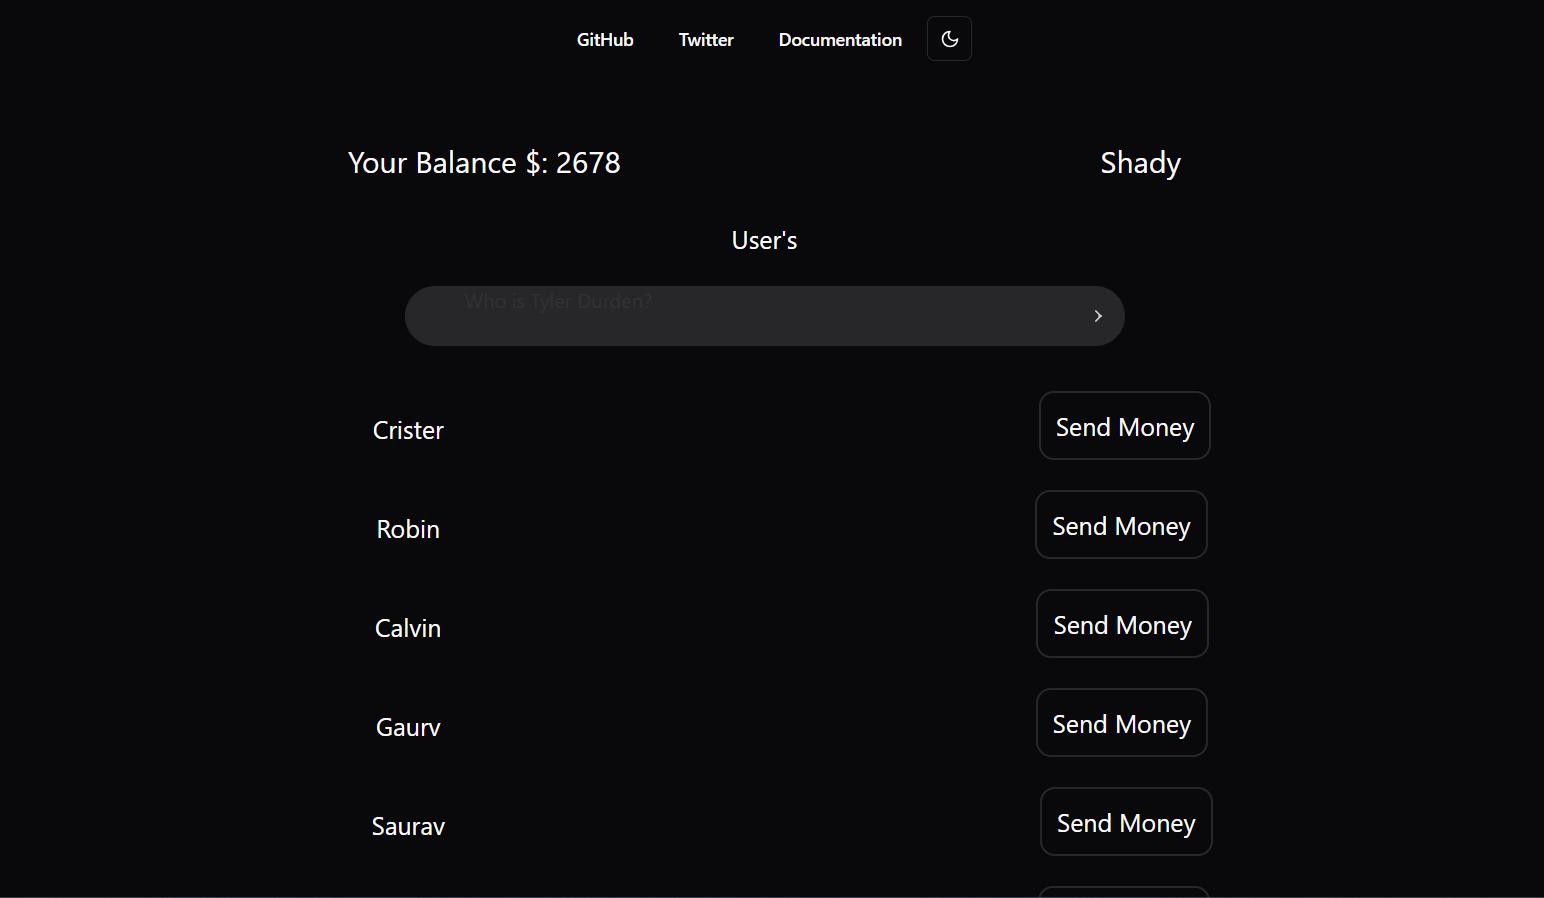 GitHub Twitter Documentation
Your Balance $: 2678 Shady
User's
Who is Tyler Durden?
Crister Send Money
Robin Send Money
Calvin Send Money
Gaurv Send Money
Saurav Send Money